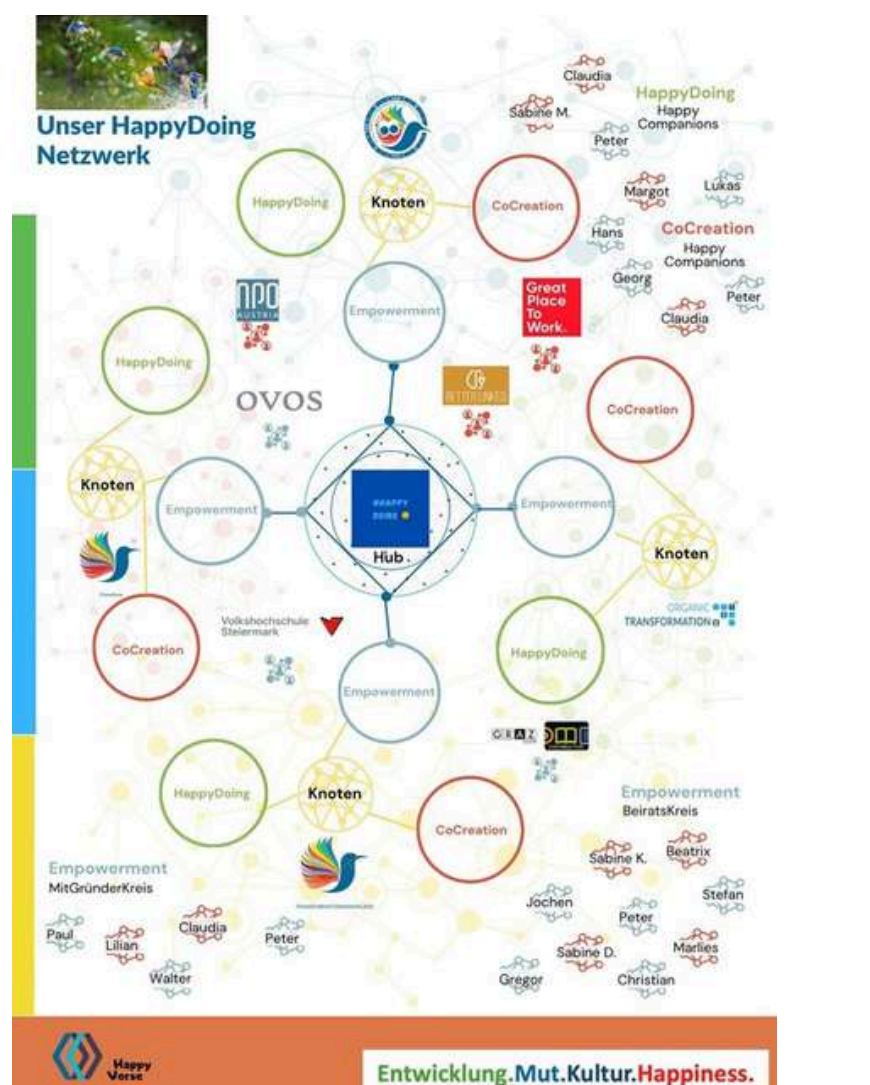 Unser HappyDoing
Netzwerk
Claudia
Sabine M.
Peter
HappyDoing
Happy
Companions
Margot
Lukas
Hans
CoCreation
Happy
Companions
Georg
Peter
Claudia
HappyDoing
Knoten
CoCreation
Empowerment
NPO
AUSTRIA
Great
Place
To
Work.
HappyDoing
OVOS
CoCreation
Knoten
Empowerment
#HAPPY
DOING
Hub
Empowerment
Knoten
CoCreation
Volkshochschule
Steiermark
HappyDoing
ORGANIC
TRANSFORMATION
Empowerment
GRAZ
HappyDoing
Knoten
CoCreation
Empowerment
BeiratsKreis
Sabine K.
Beatrix
Stefan
Jochen
Peter
Sabine D.
Marlies
Gregor
Christian
Empowerment
MitGründerKreis
Paul
Lilian
Claudia
Peter
Walter
Happy
Verse
Entwicklung.Mut.Kultur.Happiness.